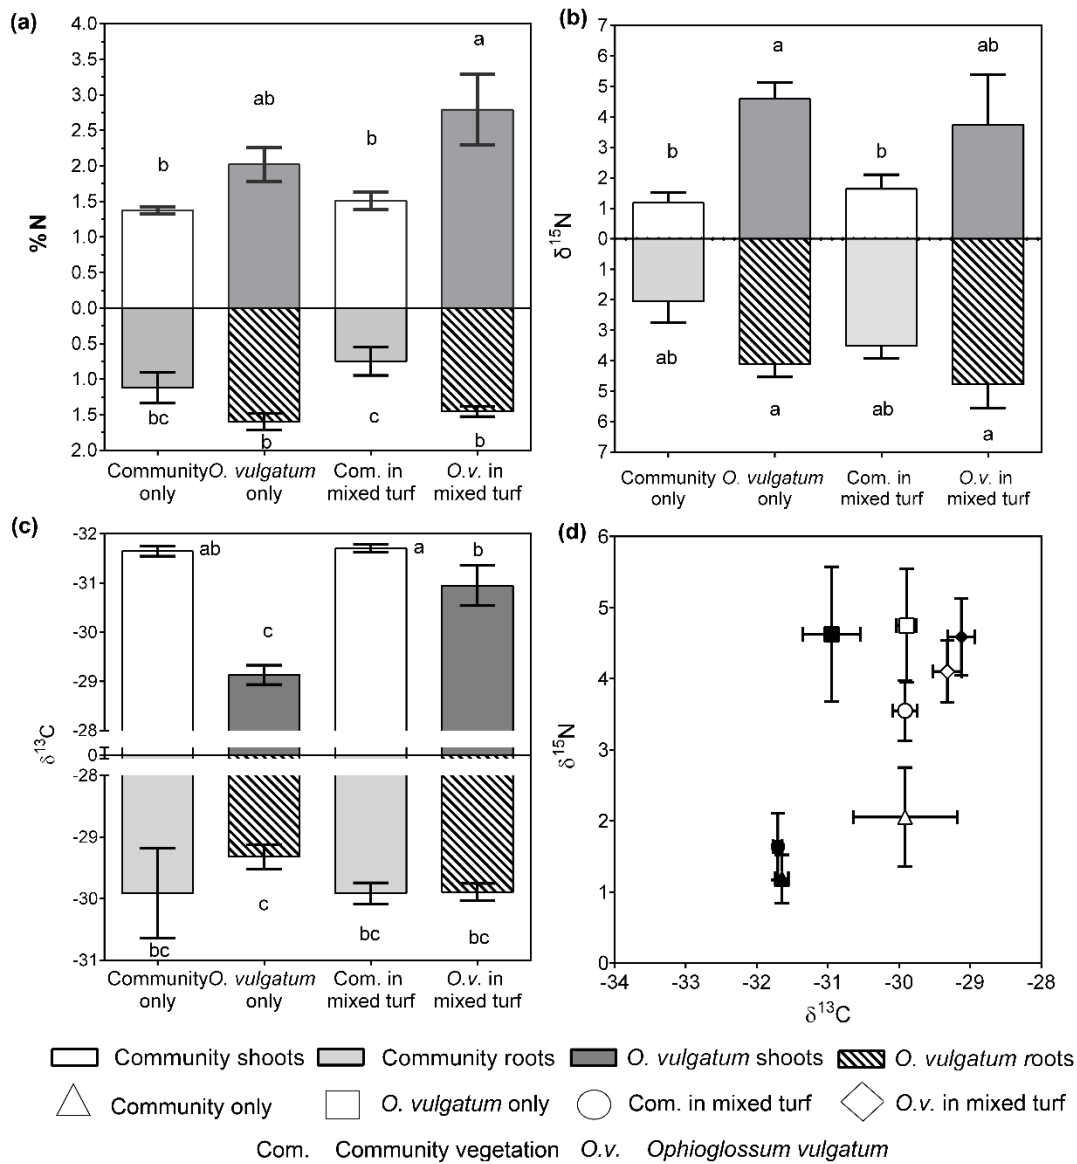 (a)
4.0
3.5
3.0
2.5
2.0
1.5
1.0
0.5
0.0
0.5
1.0
1.5
2.0
%N
b
ab
b
a
bc
b
c
b
Community only
O. vulgatum only
Com. in mixed turf
O.v. in mixed turf
(b)
7
6
5
4
3
2
1
0
1
2
3
4
5
6
7
δ15N
b
a
b
ab
ab
a
ab
a
Community only
O. vulgatum only
Com. in mixed turf
O.v. in mixed turf
(c)
-32
-31
-30
-29
-28
0
-28
-29
-30
-31
δ13C
ab
c
a
b
bc
c
bc
bc
Community only
O. vulgatum only
Com. in mixed turf
O.v. in mixed turf
(d)
6
5
4
3
2
1
0
δ15N
-34 -33 -32 -31 -30 -29 -28
δ13C
Community shoots Community roots O. vulgatum shoots O. vulgatum roots
Community only O. vulgatum only Com. in mixed turf O.v. in mixed turf
Com. Community vegetation O.v. Ophioglossum vulgatum